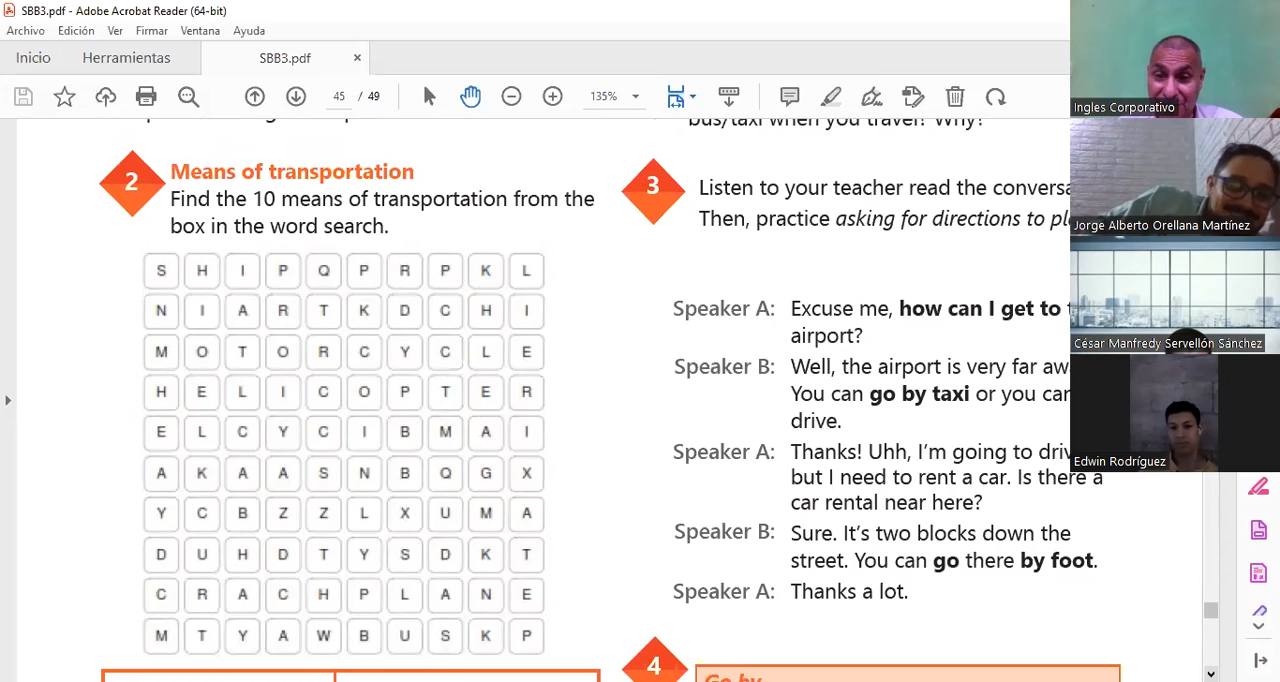 SBB3.pdf - Adobe Acrobat Reader (64-bit)
Archivo Edición Ver Firmar Ventana Ayuda
Inicio Herramientas SBB3.pdf ×
45 / 49 135%
bus/taxi when you travel? Why?
2 Means of transportation
Find the 10 means of transportation from the
box in the word search.
S H I P Q P R P K L
N I A R T K D C H I
M O T O R C Y C L E
H E L I C O P T E R
E L C Y C I B M A I
A K A A S N B Q G X
Y C B Z Z L X U M A
D U H D T Y S D K T
C R A C H P L A N E
M T Y A W B U S K P
3 Listen to your teacher read the conversa
Then, practice asking for directions to pl
Speaker A: Excuse me, how can I get to t
airport?
Speaker B: Well, the airport is very far aw
You can go by taxi or you can
drive.
Speaker A: Thanks! Uhh, I'm going to driv
but I need to rent a car. Is there a
car rental near here?
Speaker B: Sure. It's two blocks down the
street. You can go there by foot.
Speaker A: Thanks a lot.
4 Go by
Ingles Corporativo
Jorge Alberto Orellana Martínez
César Manfredy Servellón Sánchez
Edwin Rodríguez